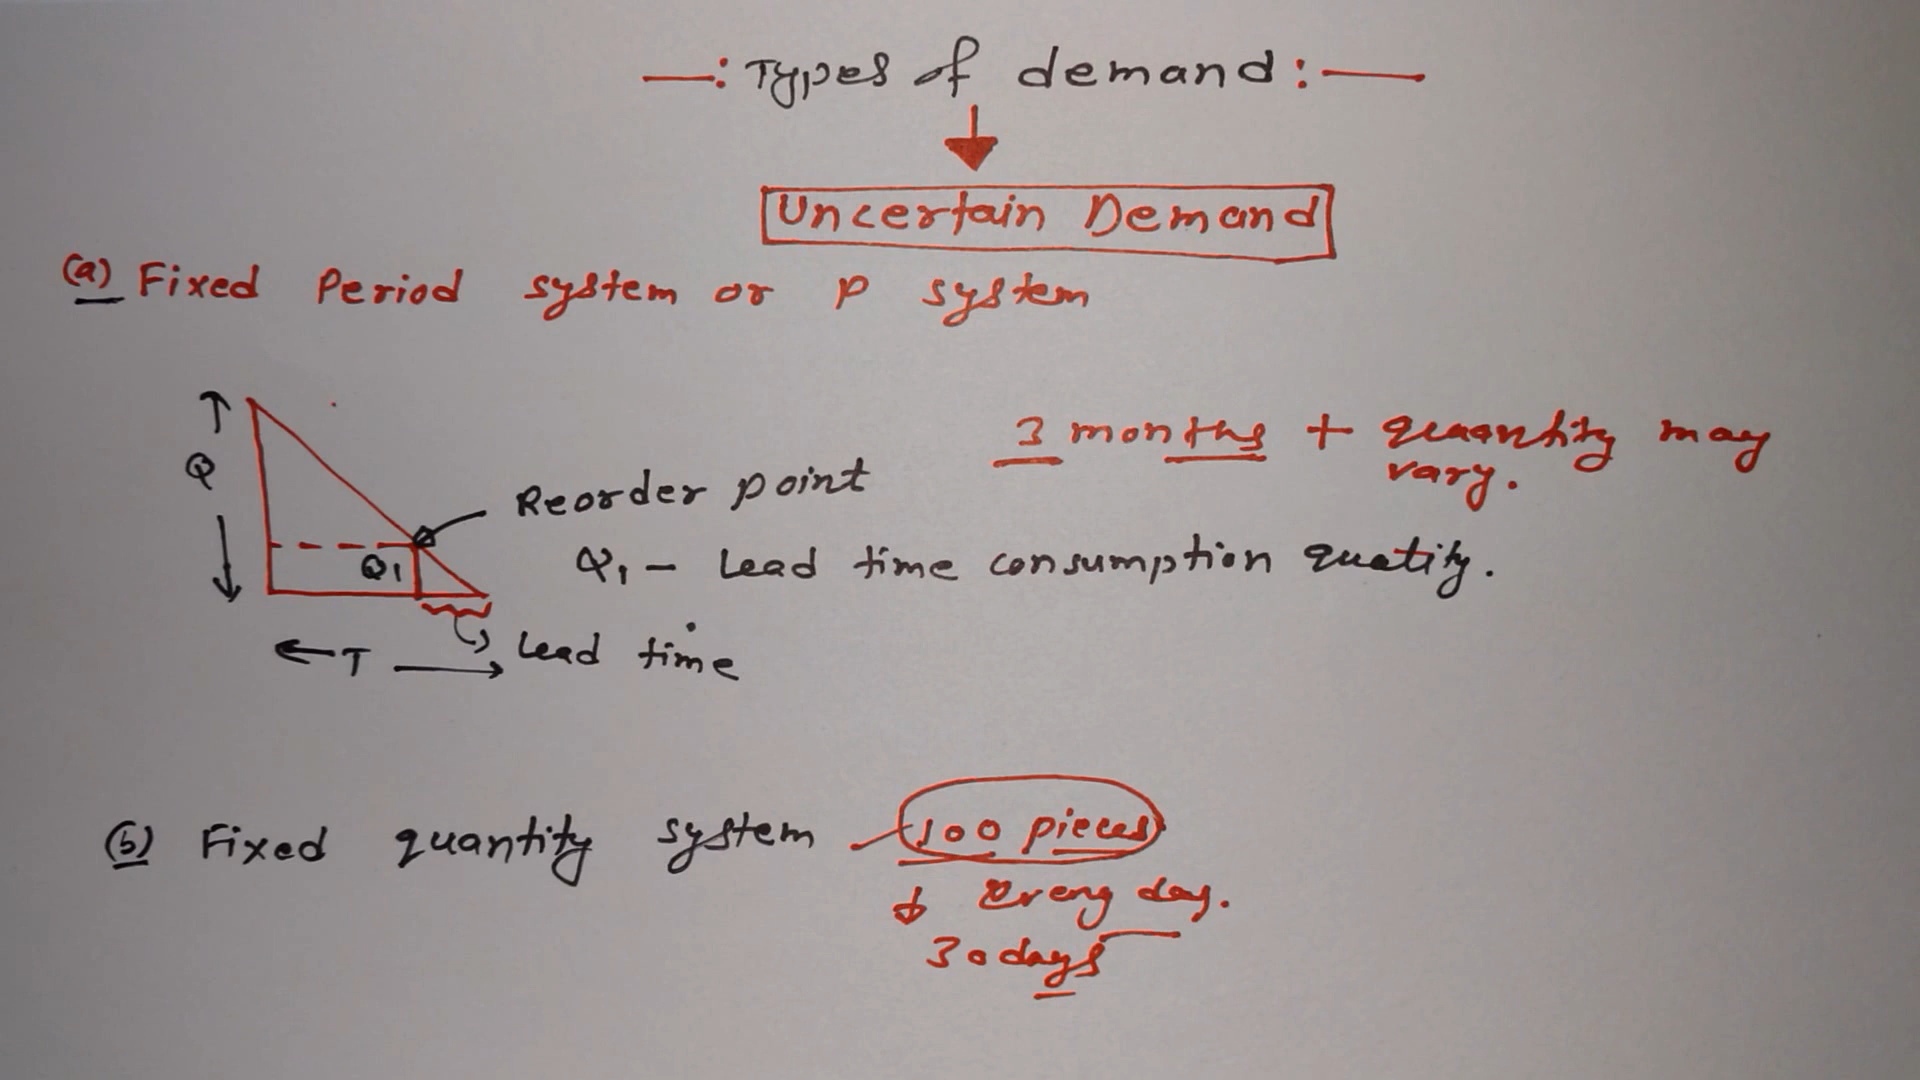 —: Types of demand :—
Uncertain Demand
(a) Fixed Period system or P system
3 months + quantity may
vary.
Q
Reorder point
Q1
Q1 - Lead time consumption quatity.
T
Lead time
(b) Fixed quantity system
100 pieces
Every day.
30 days